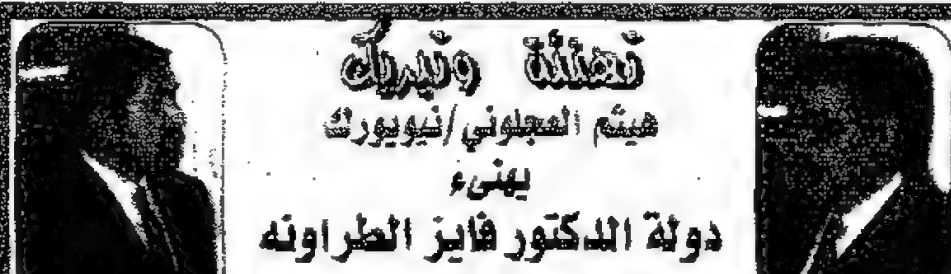 تهنئة وتبريك
هيثم العجلوني/نيويورك
يهنىء
دولة الدكتور فايز الطراونه